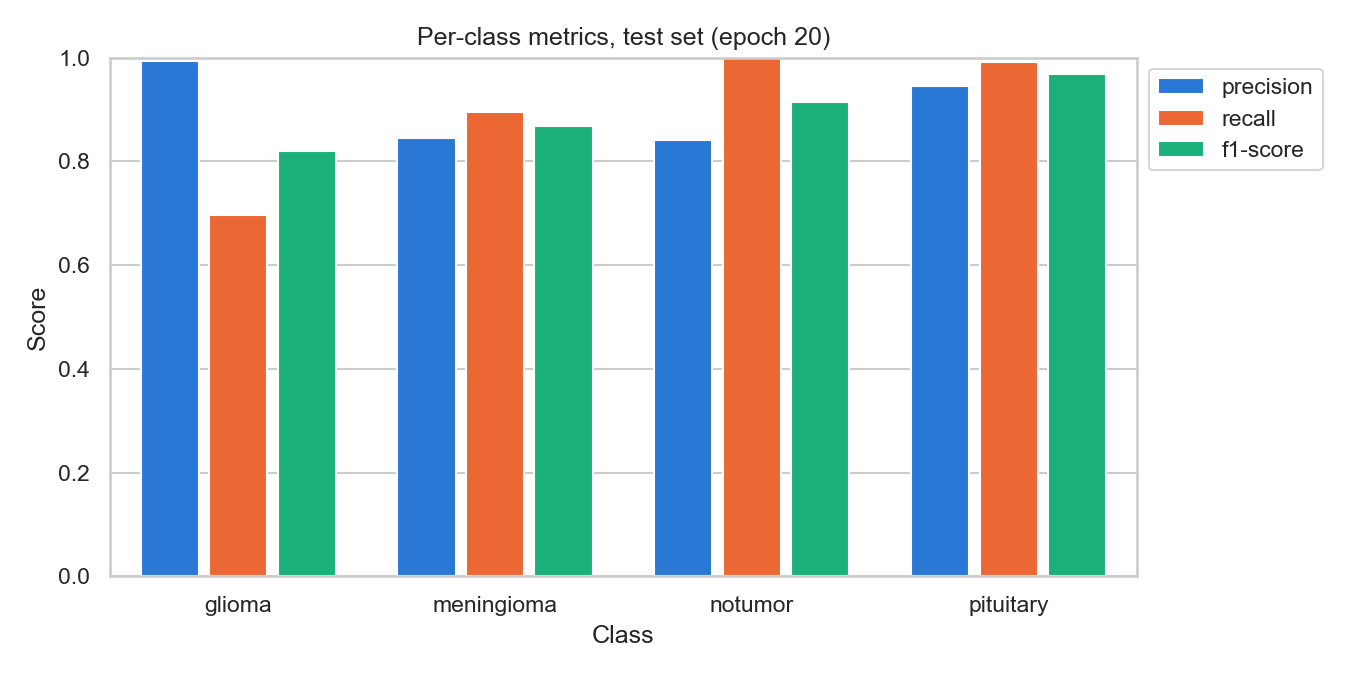 Per-class metrics, test set (epoch 20)
1.0
0.8
0.6
0.4
0.2
0.0
Score
glioma meningioma notumor pituitary
Class
precision
recall
f1-score